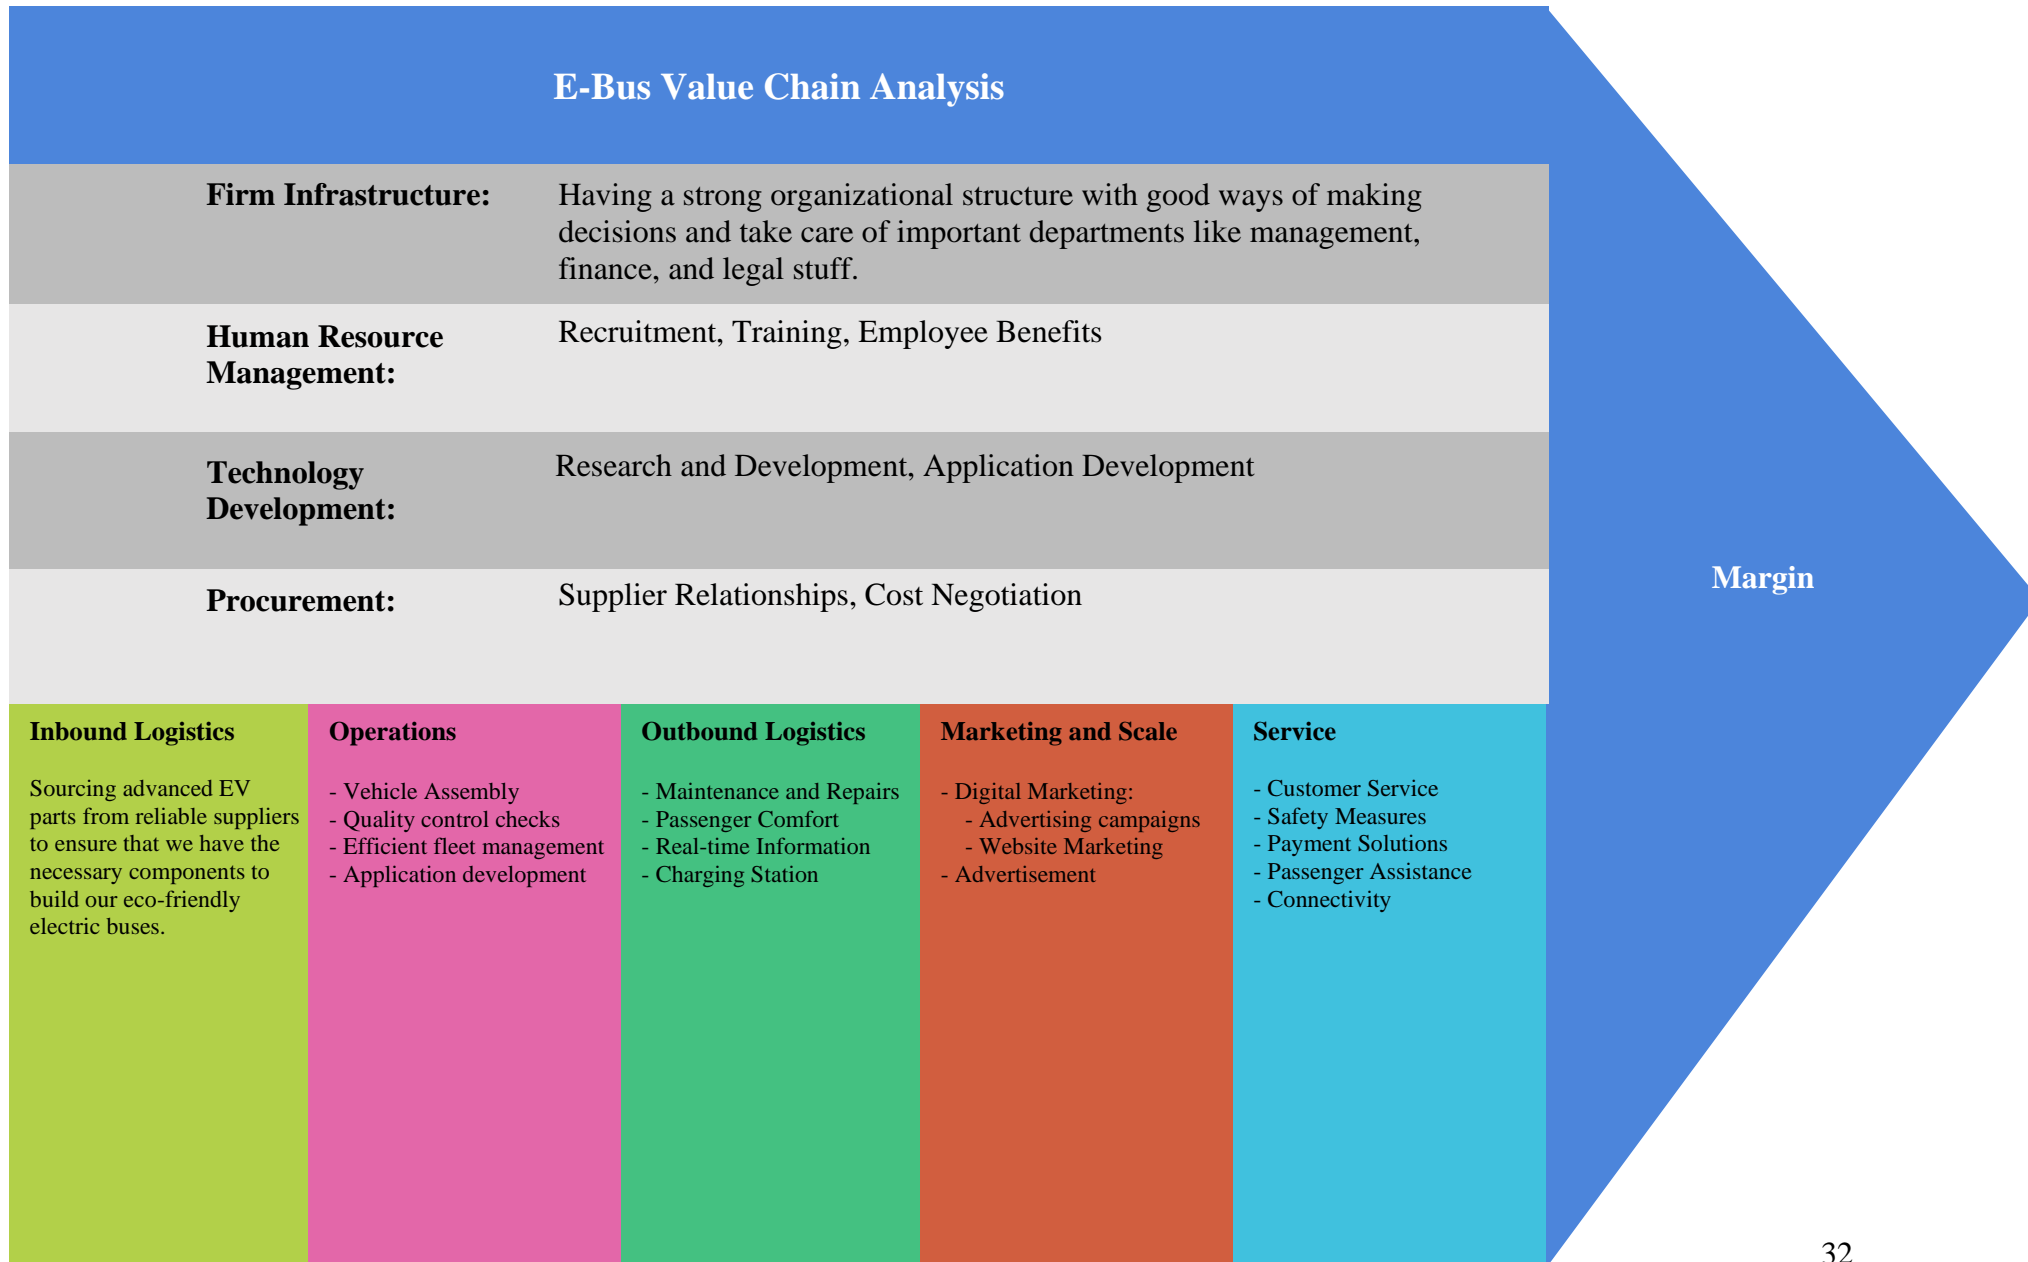 E-Bus Value Chain Analysis
Firm Infrastructure:
Having a strong organizational structure with good ways of making
decisions and take care of important departments like management,
finance, and legal stuff.
Human Resource
Management:
Recruitment, Training, Employee Benefits
Technology
Development:
Research and Development, Application Development
Procurement:
Supplier Relationships, Cost Negotiation
Margin
Inbound Logistics
Sourcing advanced EV
parts from reliable suppliers
to ensure that we have the
necessary components to
build our eco-friendly
electric buses.
Operations
- Vehicle Assembly
- Quality control checks
- Efficient fleet management
- Application development
Outbound Logistics
- Maintenance and Repairs
- Passenger Comfort
- Real-time Information
- Charging Station
Marketing and Scale
- Digital Marketing:
- Advertising campaigns
- Website Marketing
- Advertisement
Service
- Customer Service
- Safety Measures
- Payment Solutions
- Passenger Assistance
- Connectivity
32